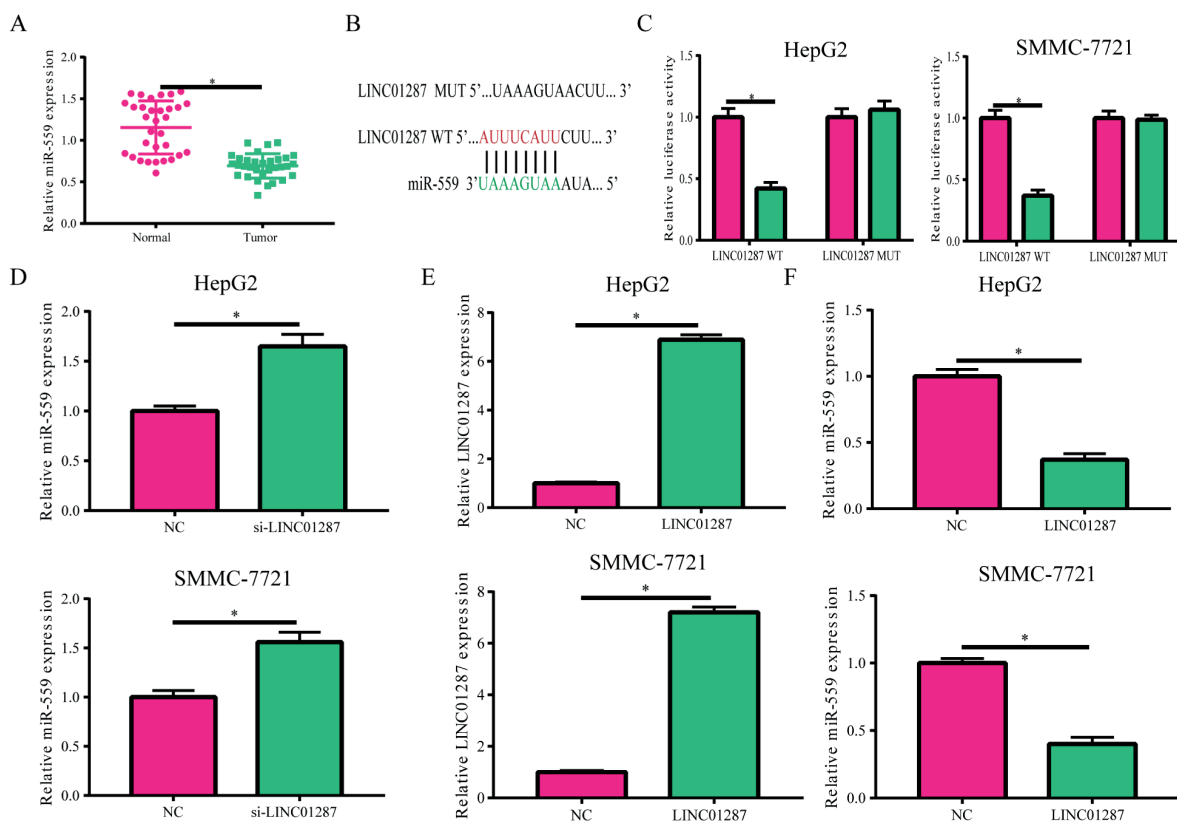 A
Relative miR-559 expression
2.0
1.5
1.0
0.5
0.0
*
Normal
Tumor
B
LINC01287 MUT 5’...UAAAGUAACUU... 3’
LINC01287 WT 5’...AUUUCAUUCUU... 3’
miR-559 3’UAAAGUAAAUA... 5’
C
HepG2
Relative luciferase activity
1.5
1.0
0.5
0.0
*
LINC01287 WT
LINC01287 MUT
SMMC-7721
Relative luciferase activity
1.5
1.0
0.5
0.0
*
LINC01287 WT
LINC01287 MUT
D
HepG2
Relative miR-559 expression
2.0
1.5
1.0
0.5
0.0
*
NC
si-LINC01287
SMMC-7721
Relative miR-559 expression
2.0
1.5
1.0
0.5
0.0
*
NC
si-LINC01287
E
HepG2
Relative LINC01287 expression
8
6
4
2
0
*
NC
LINC01287
SMMC-7721
Relative LINC01287 expression
8
6
4
2
0
*
NC
LINC01287
F
HepG2
Relative miR-559 expression
1.5
1.0
0.5
0.0
*
NC
LINC01287
SMMC-7721
Relative miR-559 expression
1.5
1.0
0.5
0.0
*
NC
LINC01287